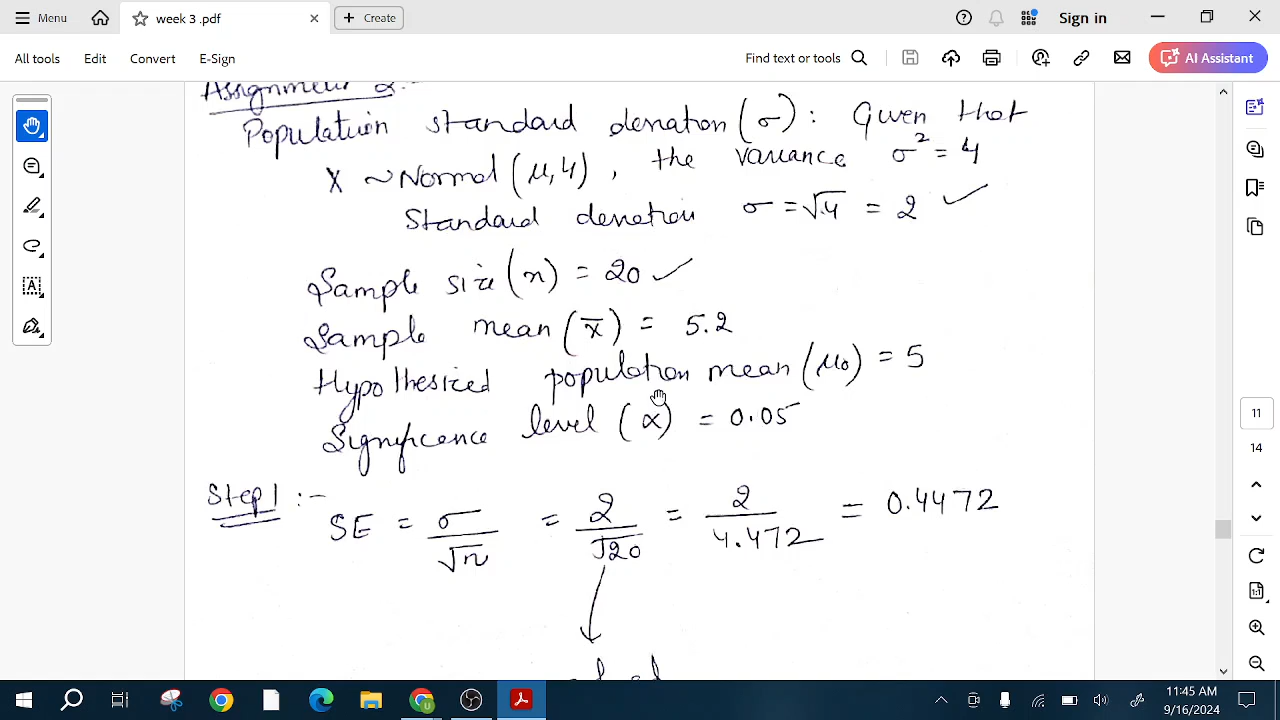 Menu
week 3 .pdf
Create
Sign in
All tools Edit Convert E-Sign
Find text or tools
AI Assistant
Assignment 2:-
Population standard deviation (σ): Given that
X ~ Normal (μ,4), the variance σ² = 4
Standard deviation σ = √4 = 2 ✓
Sample size (n) = 20 ✓
Sample mean (x̄) = 5.2
Hypothesized population mean (μ₀) = 5
Significance level (α) = 0.05
Step 1 :-
SE = σ/√n = 2/√20 = 2/4.472 = 0.4472
11
14
11:45 AM
9/16/2024